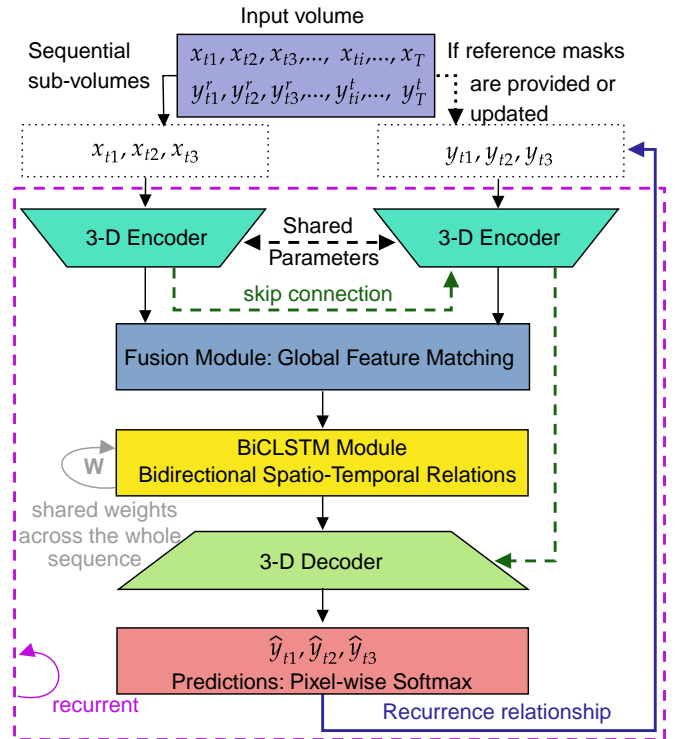 Input volume
Sequential
sub-volumes
x_{t1}, x_{t2}, x_{t3},..., x_{ti},..., x_T
y^r_{t1}, y^r_{t2}, y^r_{t3},..., y^t_{ti},..., y^t_T
If reference masks
are provided or
updated
x_{t1}, x_{t2}, x_{t3}
y_{t1}, y_{t2}, y_{t3}
3-D Encoder
Shared
Parameters
3-D Encoder
skip connection
Fusion Module: Global Feature Matching
BiCLSTM Module
Bidirectional Spatio-Temporal Relations
W
shared weights
across the whole
sequence
3-D Decoder
ŷ_{t1}, ŷ_{t2}, ŷ_{t3}
Predictions: Pixel-wise Softmax
recurrent
Recurrence relationship